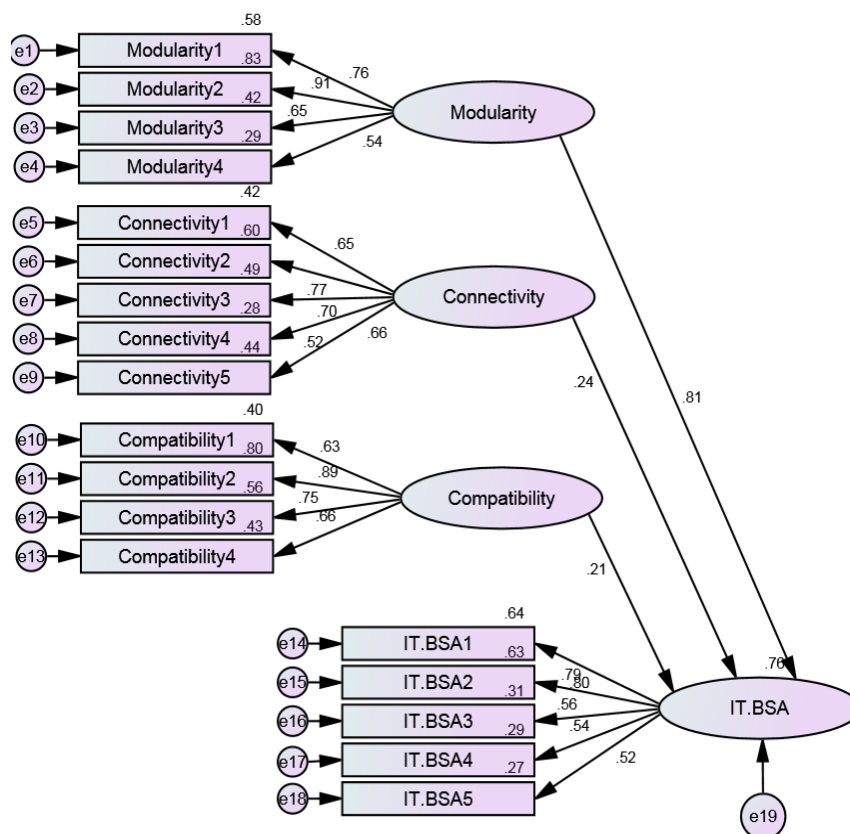 .58
e1 Modularity1
.83 .76
e2 Modularity2 .91
.42 Modularity
e3 Modularity3 .65
.29
e4 Modularity4 .54
.42
e5 Connectivity1
.60 .65
e6 Connectivity2
.49
e7 Connectivity3 .77 Connectivity
.28 .70
e8 Connectivity4 .66
.44 .52
e9 Connectivity5
.24 .81
.40
e10 Compatibility1 .63
.80
e11 Compatibility2 .89
.56 .75 Compatibility
e12 Compatibility3 .66
.43
e13 Compatibility4
.21
.64
e14 IT.BSA1
.63 .79 .76
e15 IT.BSA2 .80
.31 .56 IT.BSA
e16 IT.BSA3
.29 .54
e17 IT.BSA4
.27 .52
e18 IT.BSA5
e19